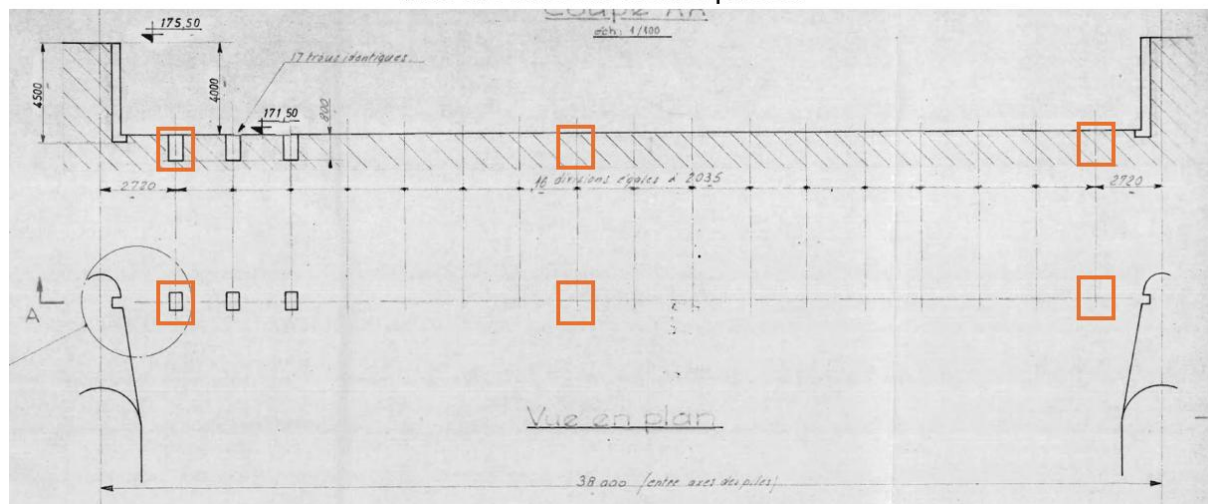 Coupe AA
éch: 1/100
175,50
17 trous identiques.
4500
4000
171,50
800
2720
16 divisions égales à 2035
2720
A
Vue en plan
38 000 (entre axes des piles)